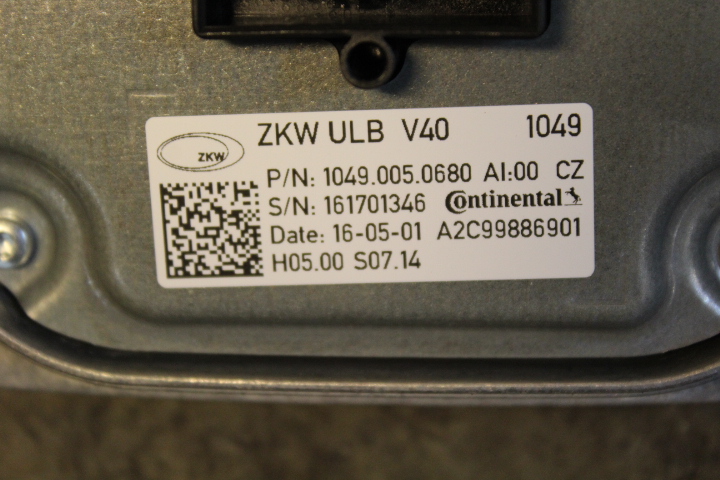 ZKW ULB V40 1049
ZKW
P/N: 1049.005.0680 AI:00 CZ
S/N: 161701346 Continental
Date: 16-05-01 A2C99886901
H05.00 S07.14